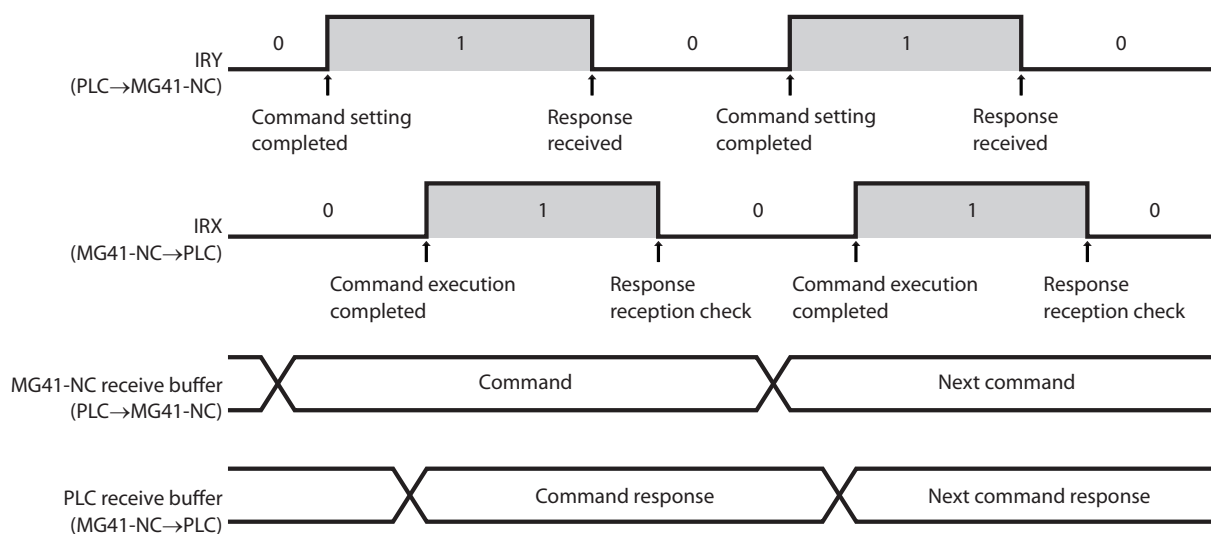 0
1
0
1
0
IRY
(PLC→MG41-NC)
Command setting
completed
Response
received
Command setting
completed
Response
received
0
1
0
1
0
IRX
(MG41-NC→PLC)
Command execution
completed
Response
reception check
Command execution
completed
Response
reception check
MG41-NC receive buffer
(PLC→MG41-NC)
Command
Next command
PLC receive buffer
(MG41-NC→PLC)
Command response
Next command response